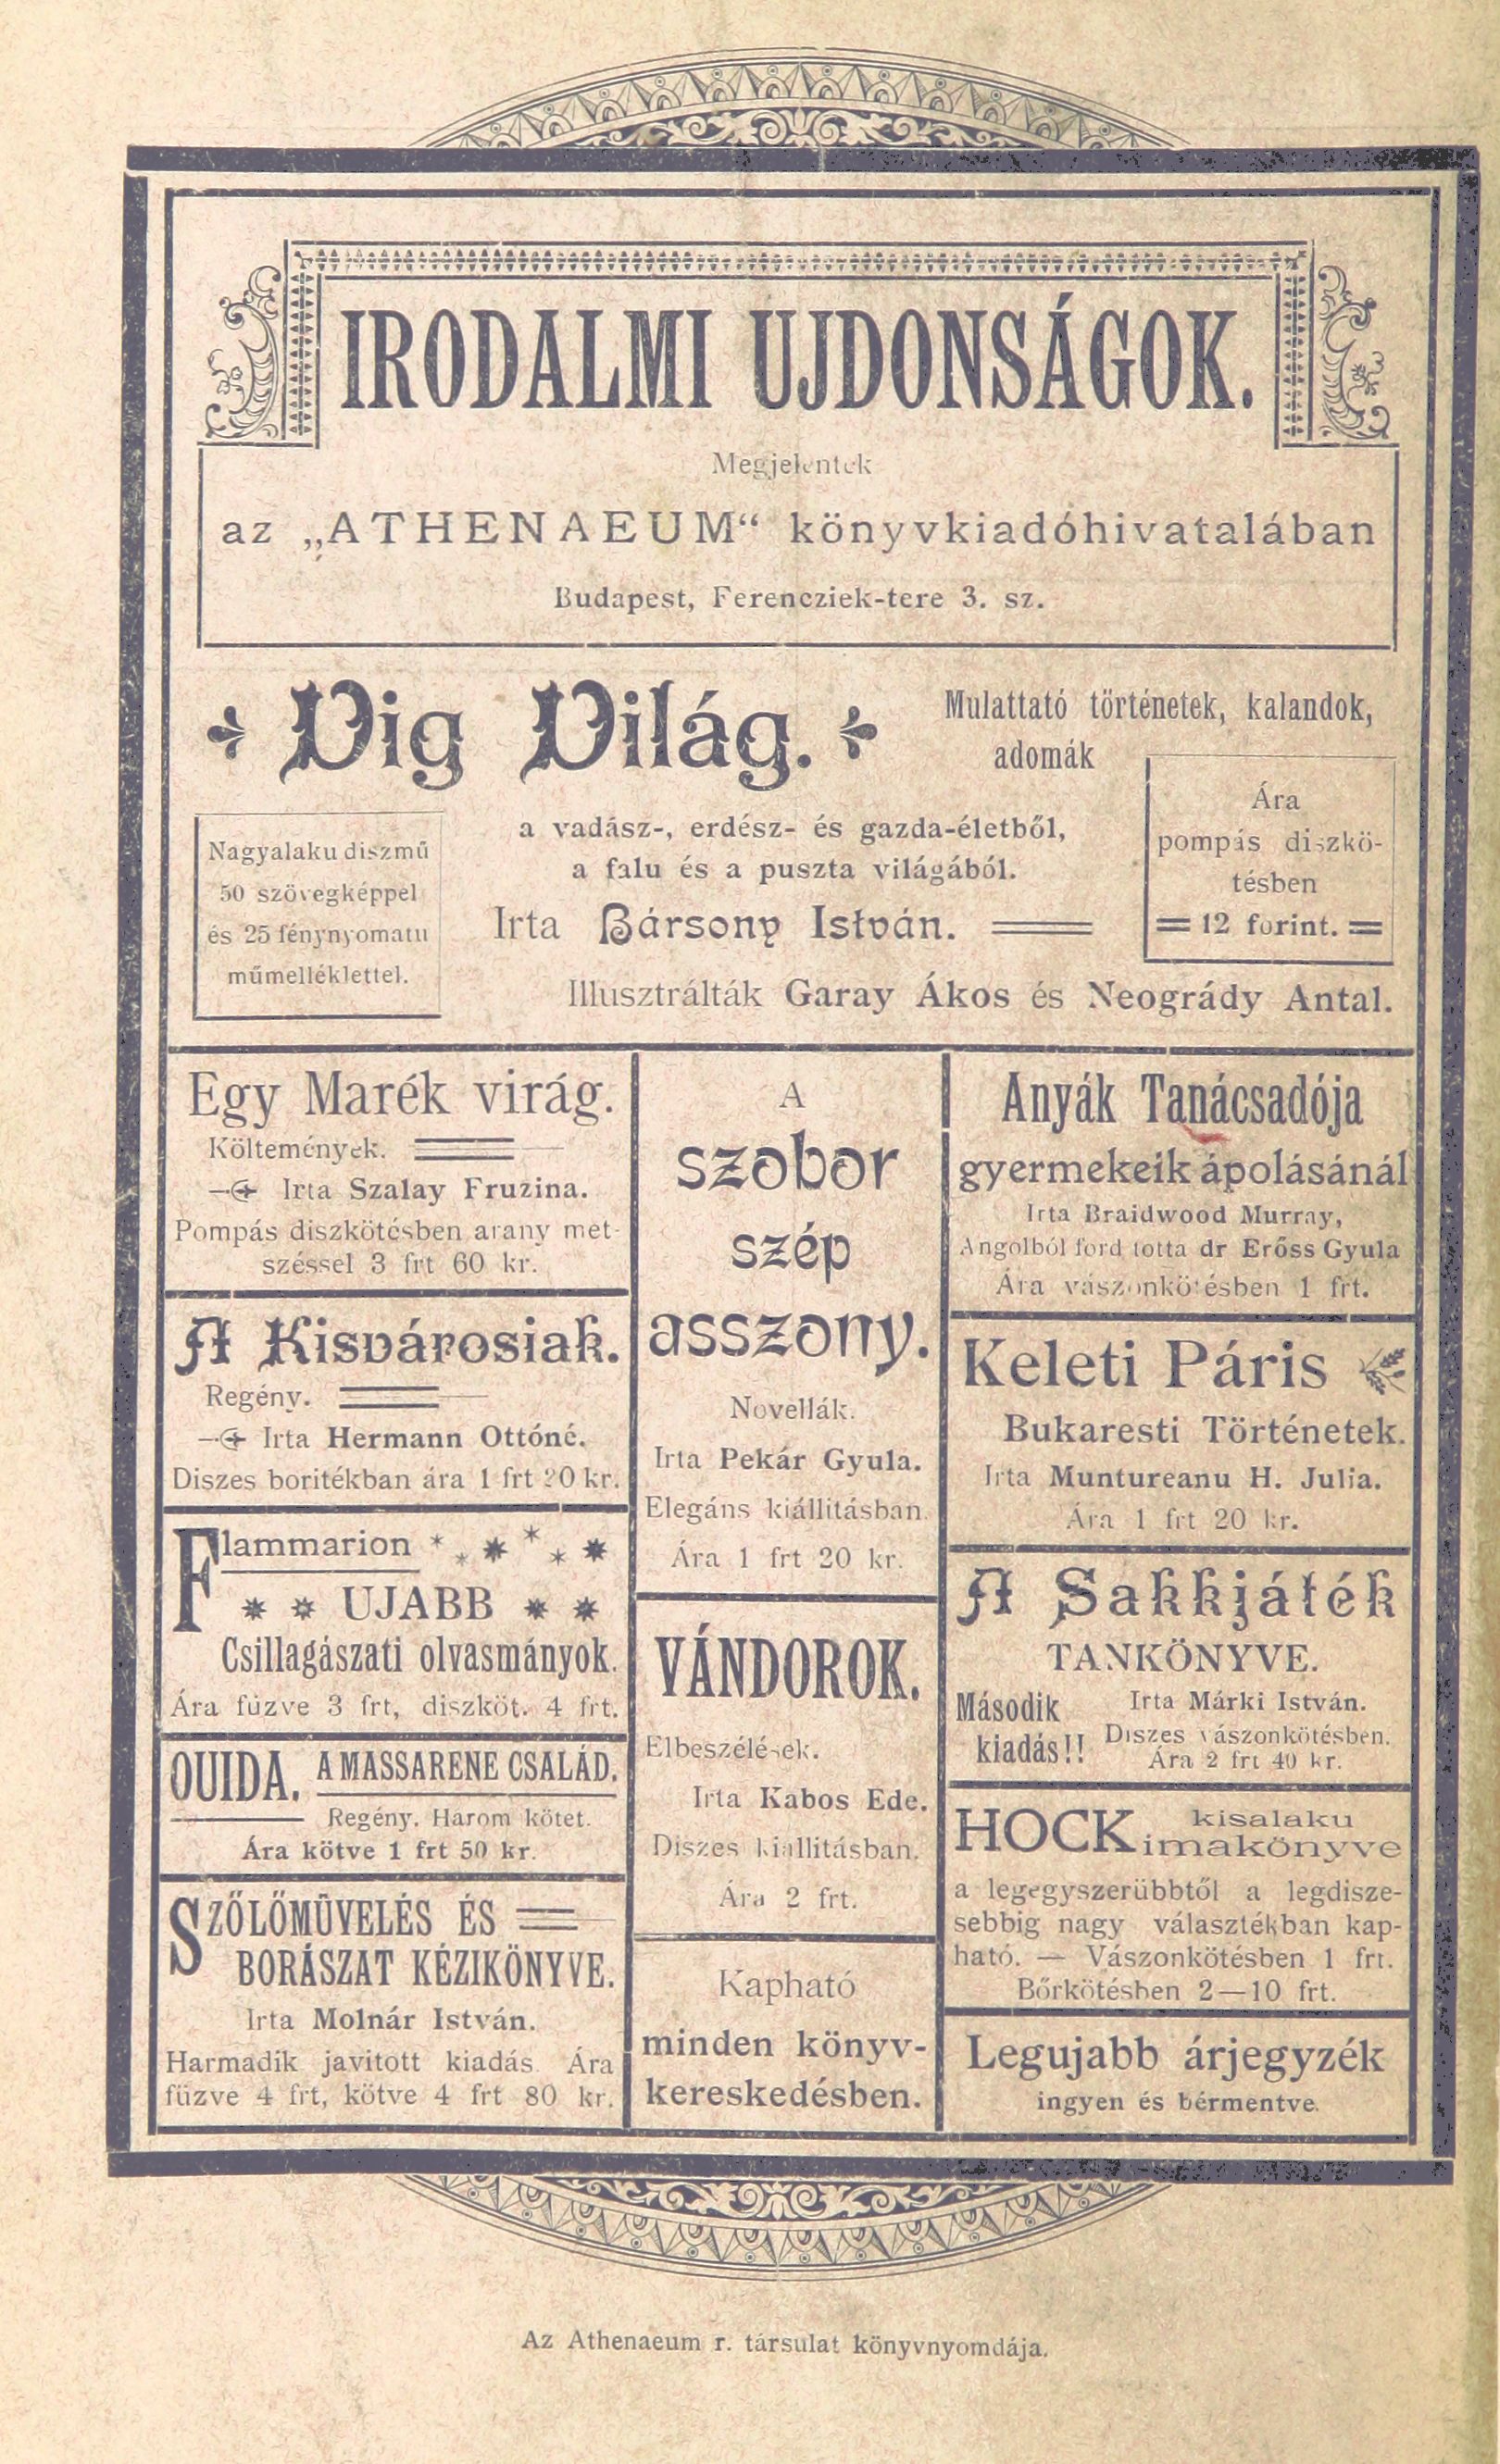 IRODALMI UJDONSÁGOK.
Megjelentek
az „ATHENAEUM“ könyvkiadóhivatalában
Budapest, Ferencziek-tere 3. sz.
Vig Világ.
Mulattató történetek, kalandok,
adomák
a vadász-, erdész- és gazda-életből,
a falu és a puszta világából.
Irta Bársony István.
Illusztrálták Garay Ákos és Neogrády Antal.
Nagyalaku diszmű
50 szövegképpel
és 25 fénynyomatu
műmelléklettel.
Ára
pompás diszkö-
tésben
12 forint.
Egy Marék virág.
Költemények.
Irta Szalay Fruzina.
Pompás diszkötésben arany met-
széssel 3 frt 60 kr.
A Kisvárosiak.
Regény.
Irta Hermann Ottóné.
Diszes boritékban ára 1 frt 20 kr.
Flammarion
UJABB
Csillagászati olvasmányok.
Ára füzve 3 frt, diszköt. 4 frt.
OUIDA. A MASSARENE CSALÁD.
Regény. Három kötet.
Ára kötve 1 frt 50 kr.
SZŐLŐMŰVELÉS ÉS
BORÁSZAT KÉZIKÖNYVE.
Irta Molnár István.
Harmadik javitott kiadás Ára
füzve 4 frt, kötve 4 frt 80 kr.
A
szobor
szép
asszony.
Novellák.
Irta Pekár Gyula.
Elegáns kiállitásban
Ára 1 frt 20 kr.
VÁNDOROK.
Elbeszélések.
Irta Kabos Ede.
Diszes kiallitásban.
Ára 2 frt.
Kapható
minden könyv-
kereskedésben.
Anyák Tanácsadója
gyermekeik ápolásánál
Irta Braidwood Murray,
Angolból ford totta dr Erőss Gyula
Ára vászonkötésben 1 frt.
Keleti Páris
Bukaresti Történetek.
Irta Muntureanu H. Julia.
Ára 1 frt 20 kr.
A Sakkjáték
TANKÖNYVE.
Második
kiadás!!
Irta Márki István.
Diszes vászonkötésben.
Ára 2 frt 40 kr.
HOCK kisalaku
imakönyve
a legegyszerübbtől a legdisze-
sebbig nagy választékban kap-
ható. — Vászonkötésben 1 frt.
Bőrkötésben 2—10 frt.
Legujabb árjegyzék
ingyen és bérmentve.
Az Athenaeum r. társulat könyvnyomdája.